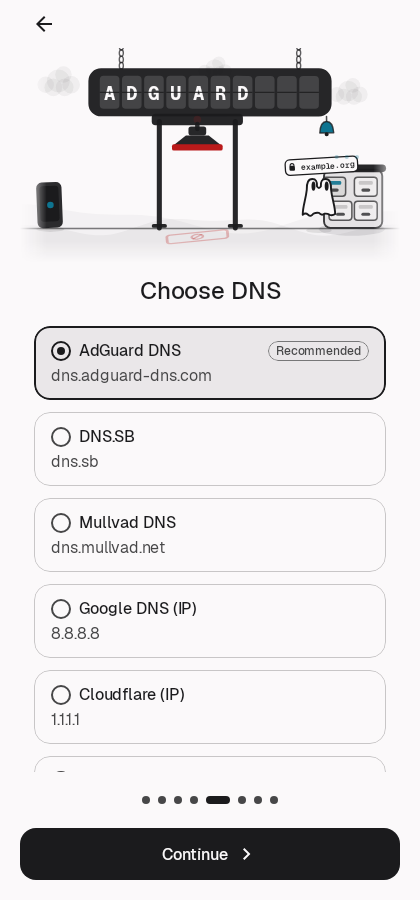 ADGUARD
example.org
Choose DNS
AdGuard DNS
Recommended
dns.adguard-dns.com
DNS.SB
dns.sb
Mullvad DNS
dns.mullvad.net
Google DNS (IP)
8.8.8.8
Cloudflare (IP)
1.1.1.1
Continue